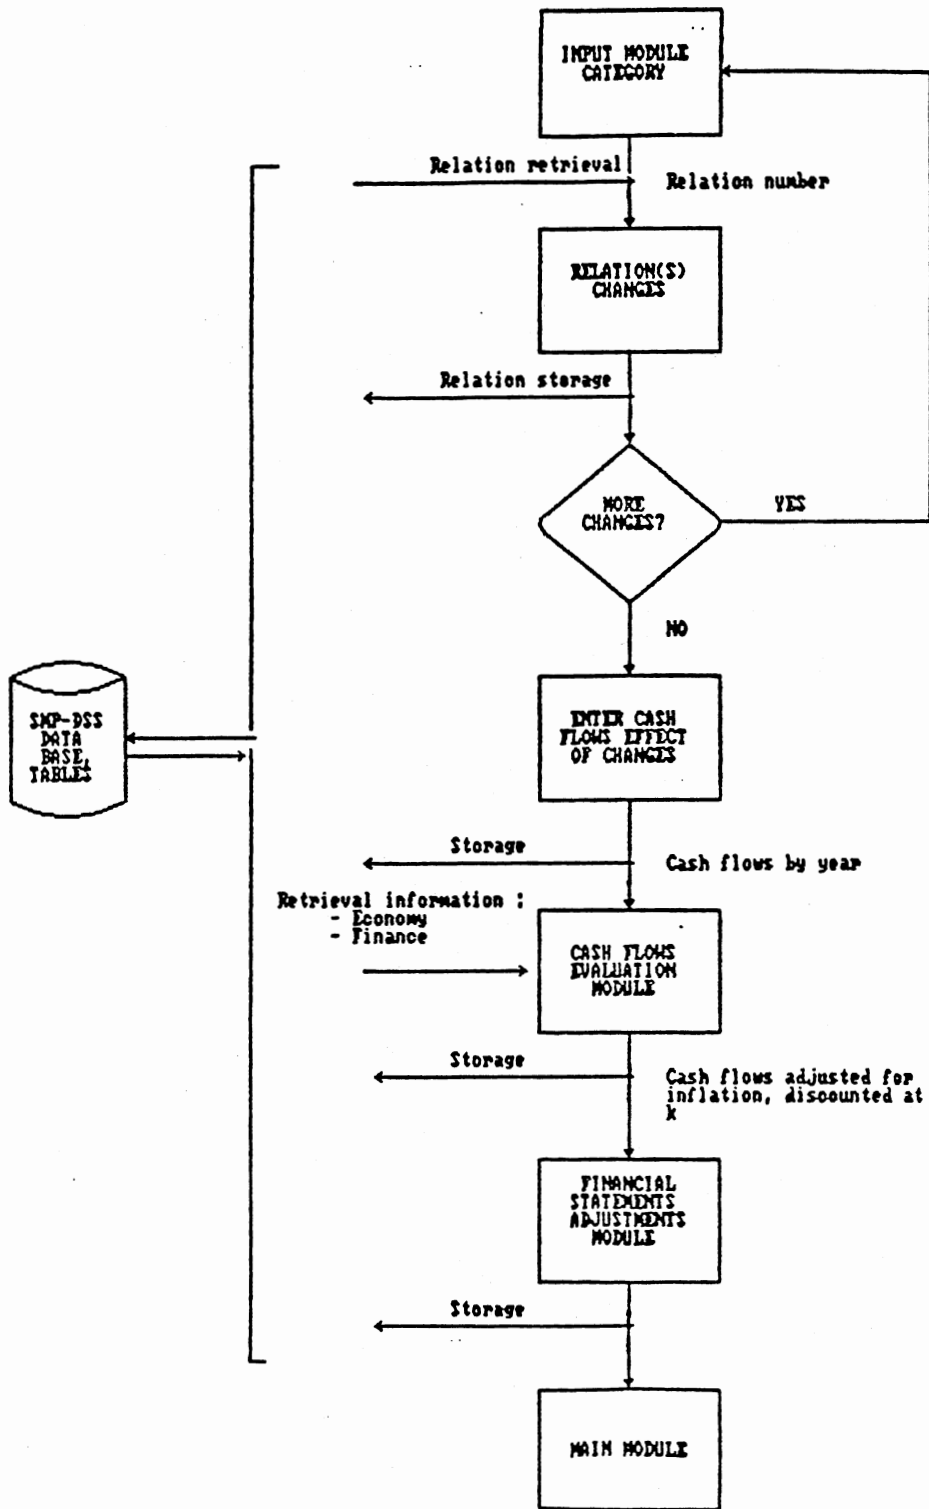 INPUT MODULE
CATEGORY
Relation retrieval
Relation number
RELATION(S)
CHANGES
Relation storage
MORE
CHANGES?
YES
NO
SMP-DSS
DATA
BASE,
TABLES
ENTER CASH
FLOWS EFFECT
OF CHANGES
Storage
Cash flows by year
Retrieval information :
- Economy
- Finance
CASH FLOWS
EVALUATION
MODULE
Storage
Cash flows adjusted for
inflation, discounted at
k
FINANCIAL
STATEMENTS
ADJUSTMENTS
MODULE
Storage
MAIN MODULE